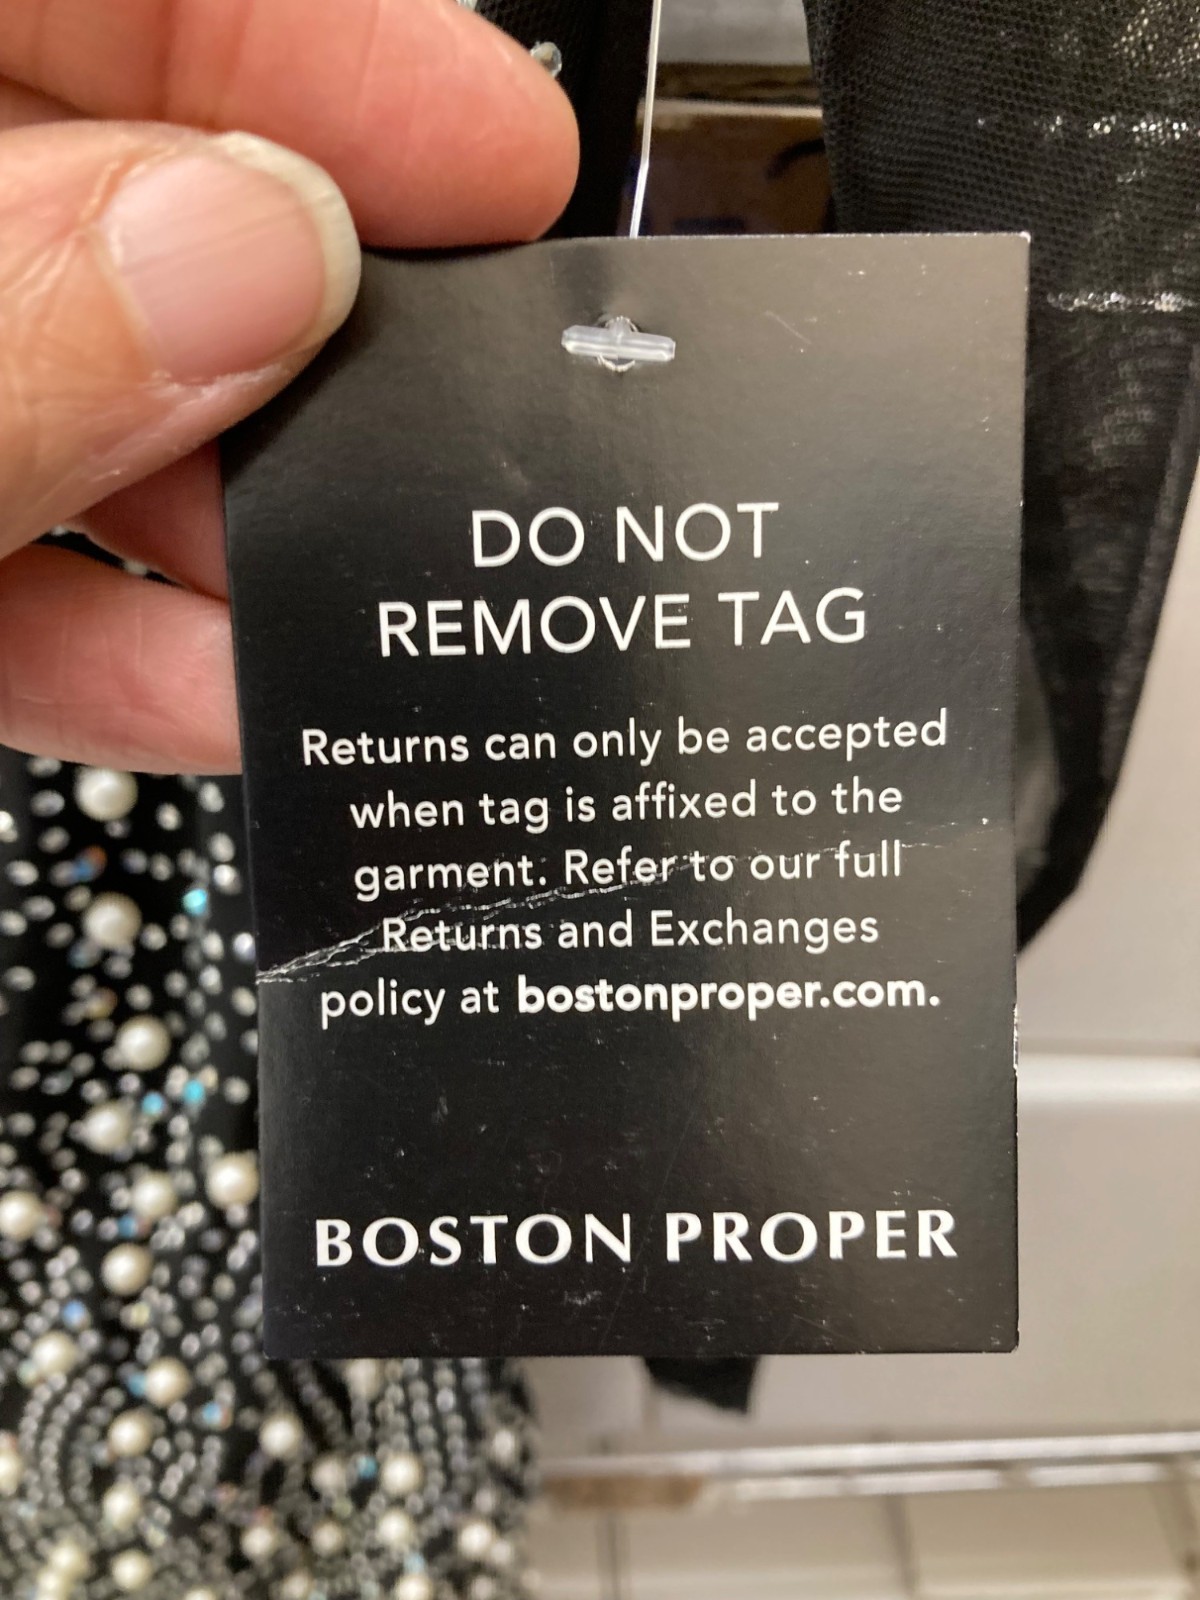 DO NOT
REMOVE TAG
Returns can only be accepted
when tag is affixed to the
garment. Refer to our full
Returns and Exchanges
policy at bostonproper.com.
BOSTON PROPER